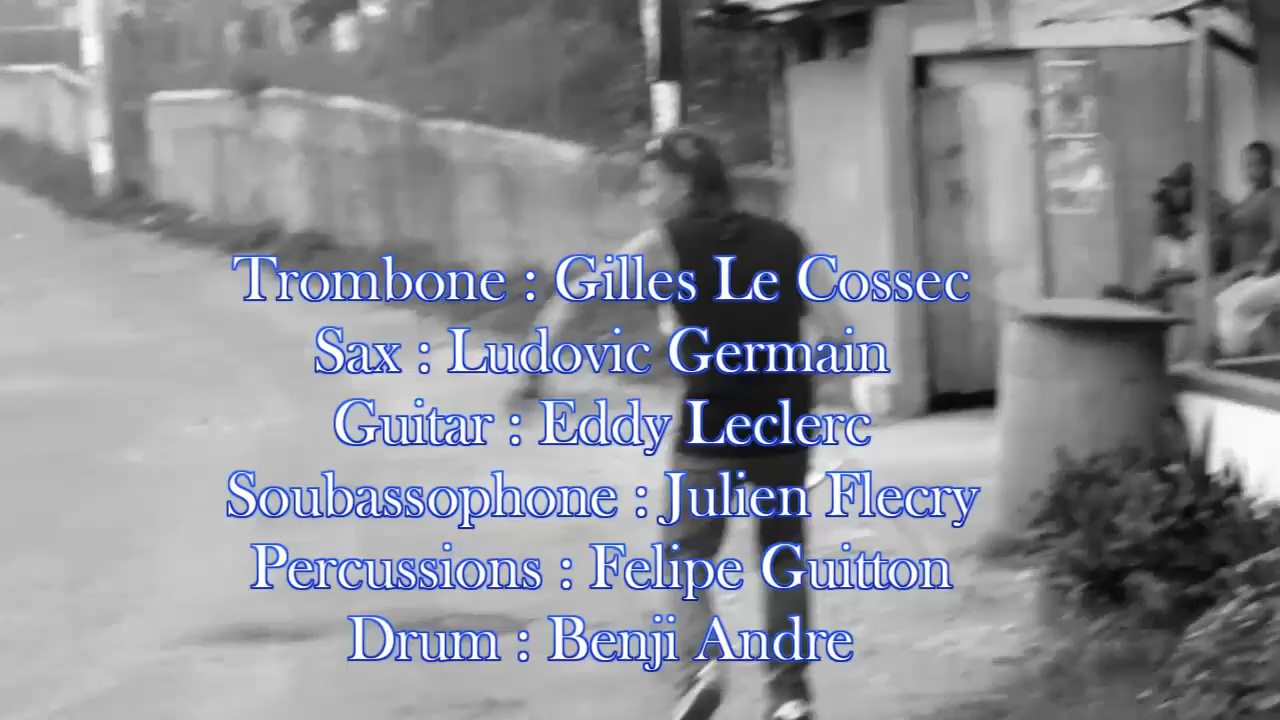 Trombone : Gilles Le Cossec
Sax : Ludovic Germain
Guitar : Eddy Leclerc
Soubassophone : Julien Flecry
Percussions : Felipe Guitton
Drum : Benji Andre